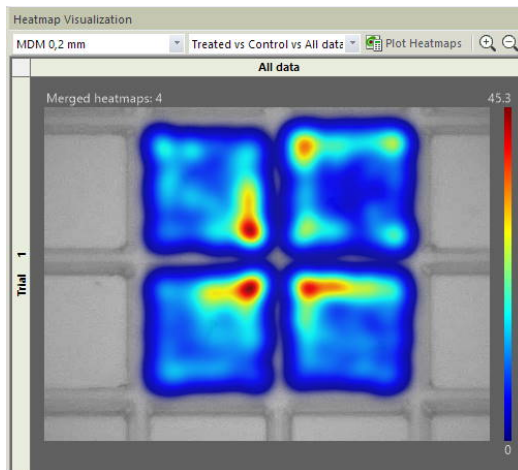 Heatmap Visualization
MDM 0,2 mm Treated vs Control vs All data Plot Heatmaps
All data
Merged heatmaps: 4 45.3
Trial 1
0